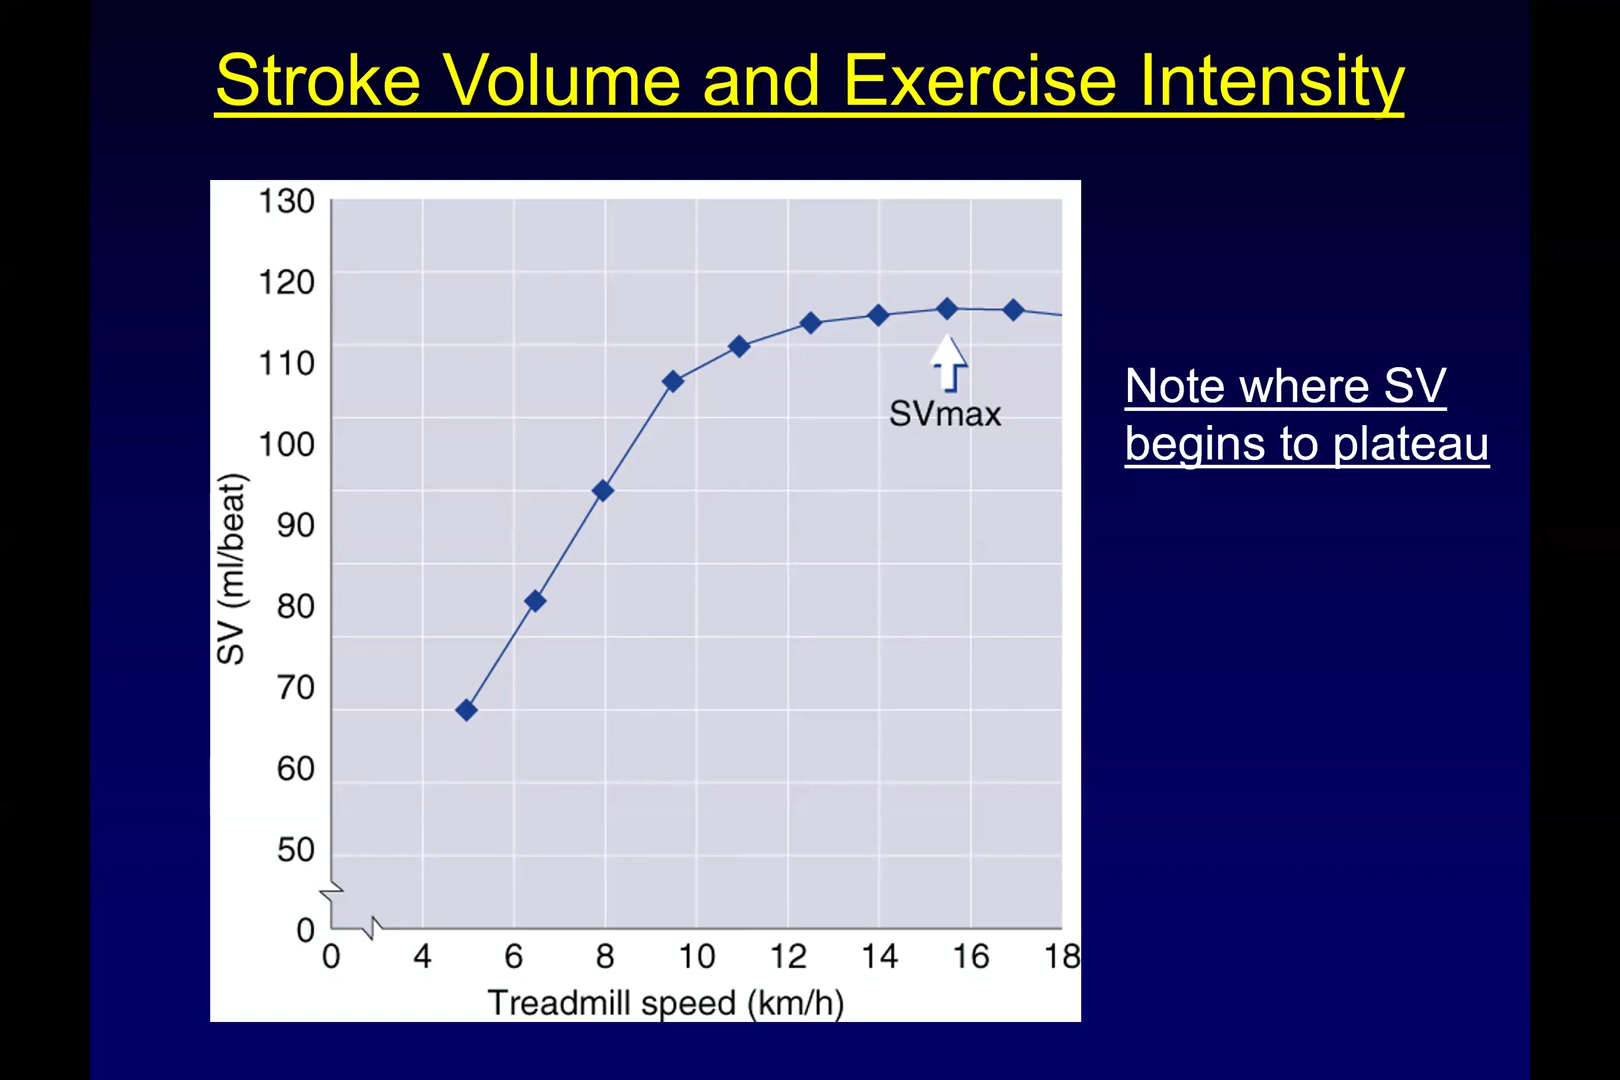 Stroke Volume and Exercise Intensity
130
120
110
100
90
80
70
60
50
0
SV (ml/beat)
SVmax
0 4 6 8 10 12 14 16 18
Treadmill speed (km/h)
Note where SV
begins to plateau